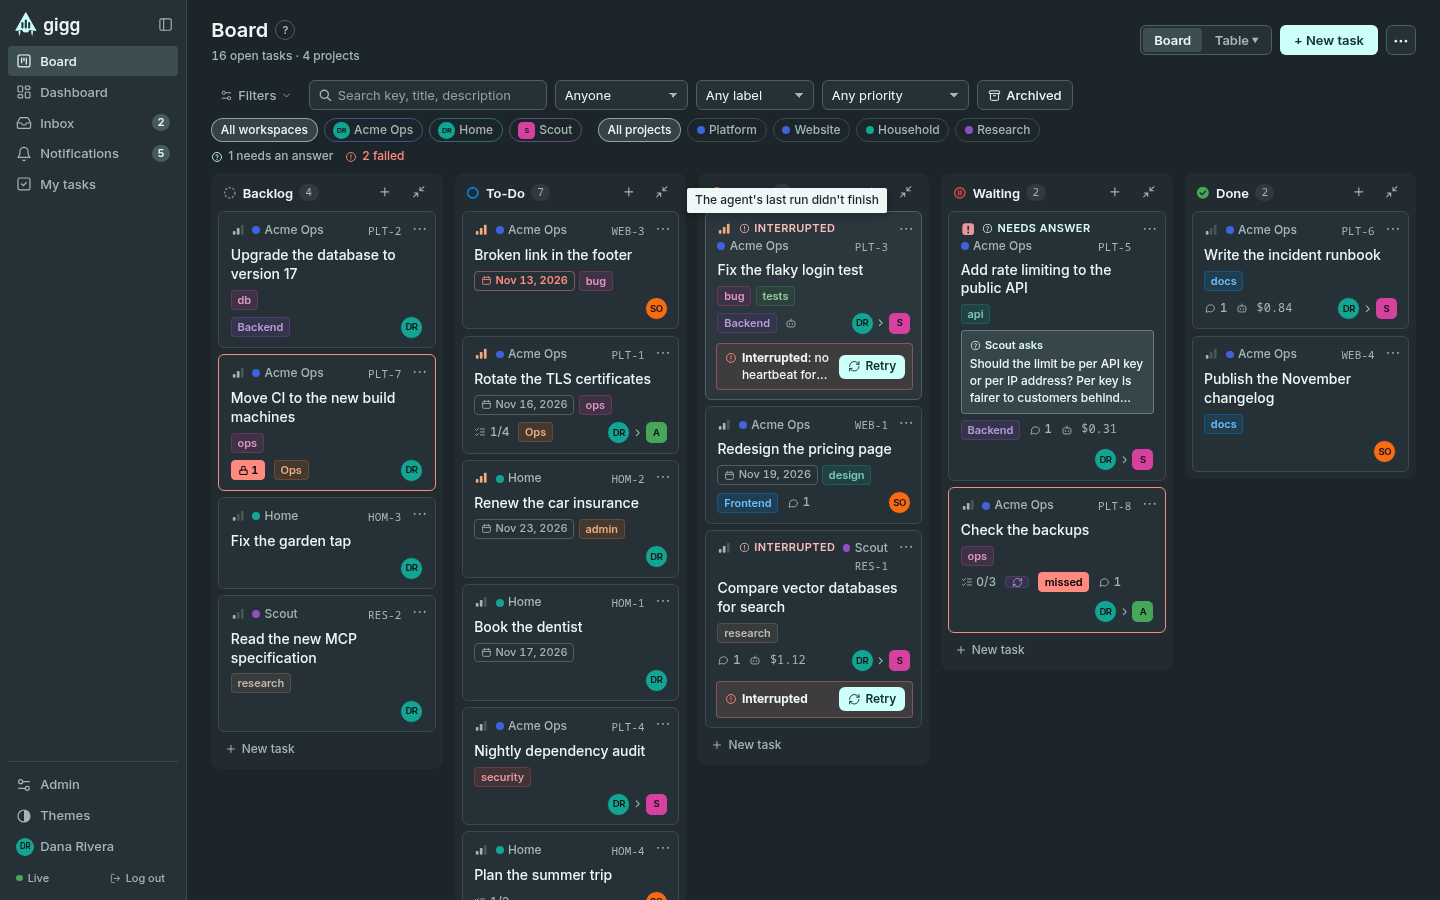 gigg
Board
Dashboard
Inbox 2
Notifications 5
My tasks
Admin
Themes
DR Dana Rivera
Live Log out
Board ?
16 open tasks · 4 projects
Board Table + New task
Filters Search key, title, description Anyone Any label Any priority Archived
All workspaces DR Acme Ops DR Home S Scout All projects Platform Website Household Research
1 needs an answer 2 failed
Backlog 4
Acme Ops PLT-2
Upgrade the database to
version 17
db
Backend DR
Acme Ops PLT-7
Move CI to the new build
machines
ops
1 Ops DR
Home HOM-3
Fix the garden tap
DR
Scout RES-2
Read the new MCP
specification
research
DR
+ New task
To-Do 7
Acme Ops WEB-3
Broken link in the footer
Nov 13, 2026 bug
SO
Acme Ops PLT-1
Rotate the TLS certificates
Nov 16, 2026 ops
1/4 Ops DR > A
Home HOM-2
Renew the car insurance
Nov 23, 2026 admin
DR
Home HOM-1
Book the dentist
Nov 17, 2026
DR
Acme Ops PLT-4
Nightly dependency audit
security
DR > S
Home HOM-4
Plan the summer trip
The agent's last run didn't finish
INTERRUPTED
Acme Ops PLT-3
Fix the flaky login test
bug tests
Backend DR > S
Interrupted: no
heartbeat for...
Retry
Acme Ops WEB-1
Redesign the pricing page
Nov 19, 2026 design
Frontend 1 SO
INTERRUPTED Scout
RES-1
Compare vector databases
for search
research
1 $1.12 DR > S
Interrupted Retry
+ New task
Waiting 2
NEEDS ANSWER
Acme Ops PLT-5
Add rate limiting to the
public API
api
Scout asks
Should the limit be per API key
or per IP address? Per key is
fairer to customers behind...
Backend 1 $0.31
DR > S
Acme Ops PLT-8
Check the backups
ops
0/3 missed 1
DR > A
+ New task
Done 2
Acme Ops PLT-6
Write the incident runbook
docs
1 $0.84 DR > S
Acme Ops WEB-4
Publish the November
changelog
docs
SO